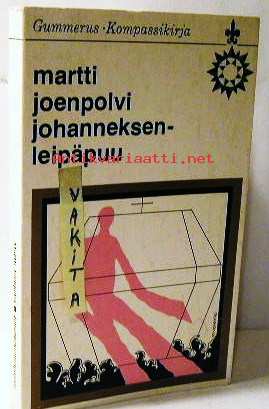 Gummerus · Kompassikirja
martti
joenpolvi
johanneksen-
leipäpuu
antikvariaatti.net
VAKITA